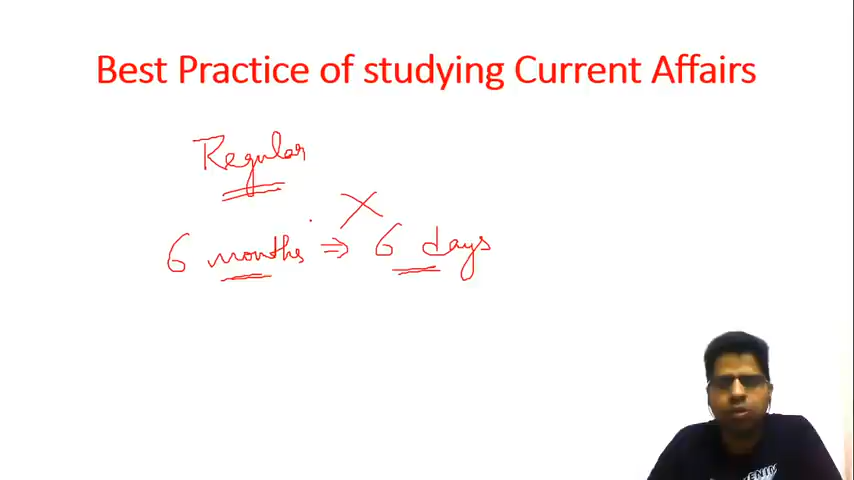 Best Practice of studying Current Affairs
Regular
6 months ⇒ 6 days